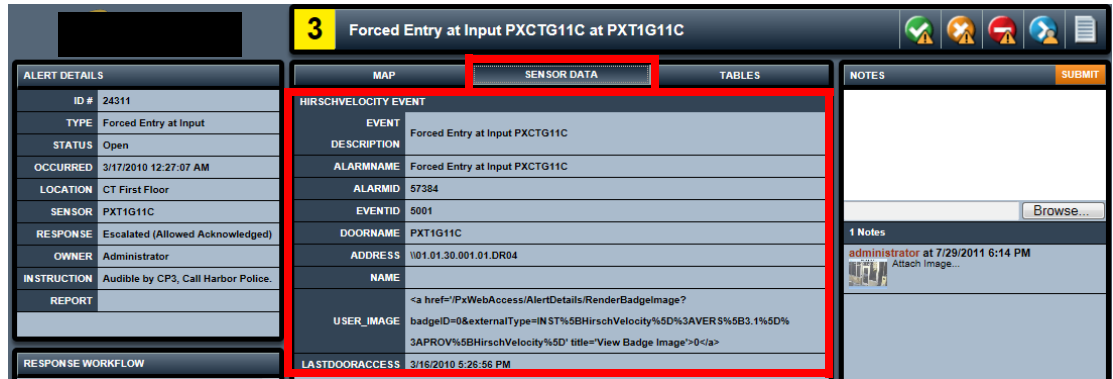 3 Forced Entry at Input PXCTG11C at PXT1G11C
ALERT DETAILS
ID # 24311
TYPE Forced Entry at Input
STATUS Open
OCCURRED 3/17/2010 12:27:07 AM
LOCATION CT First Floor
SENSOR PXT1G11C
RESPONSE Escalated (Allowed Acknowledged)
OWNER Administrator
INSTRUCTION Audible by CP3, Call Harbor Police.
REPORT
RESPONSE WORKFLOW
MAP SENSOR DATA TABLES
HIRSCHVELOCITY EVENT
EVENT
DESCRIPTION
Forced Entry at Input PXCTG11C
ALARMNAME Forced Entry at Input PXCTG11C
ALARMID 57384
EVENTID 5001
DOORNAME PXT1G11C
ADDRESS \\01.01.30.001.01.DR04
NAME
USER_IMAGE
<a href='/PxWebAccess/AlertDetails/RenderBadgeImage?
badgeID=0&externalType=INST%5BHirschVelocity%5D%3AVERS%5B3.1%5D%
3APROV%5BHirschVelocity%5D' title='View Badge Image'>0</a>
LASTDOORACCESS 3/16/2010 5:26:56 PM
NOTES SUBMIT
Browse...
1 Notes
administrator at 7/29/2011 6:14 PM
Attach Image...